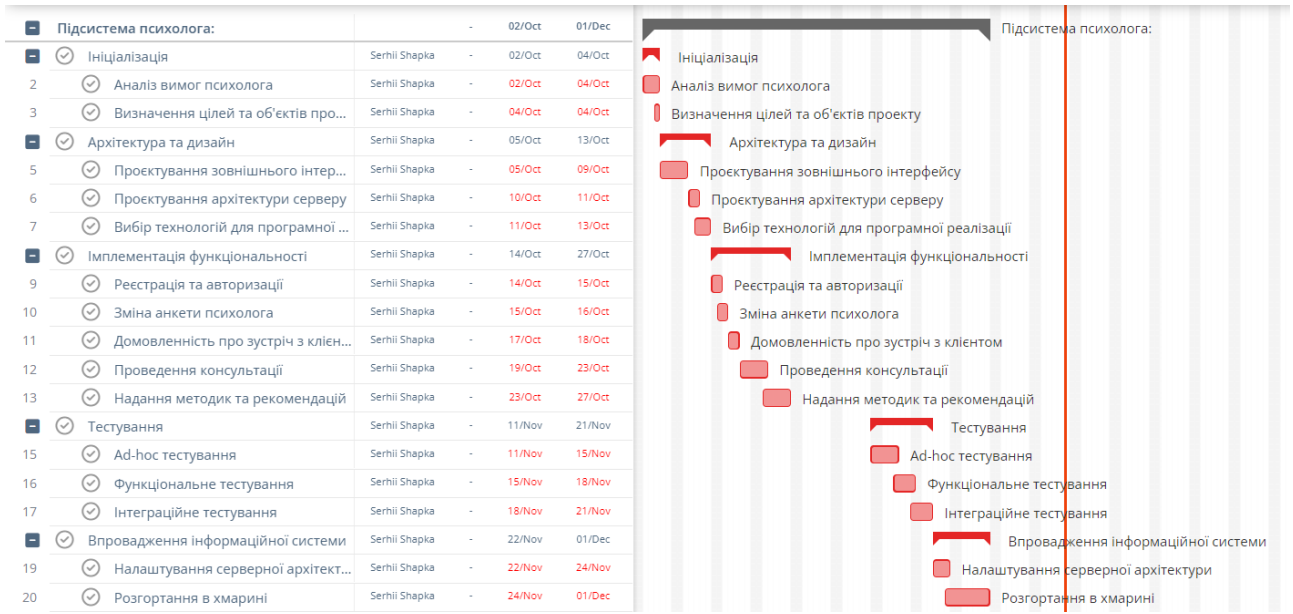 Підсистема психолога: - 02/Oct 01/Dec Підсистема психолога:
Ініціалізація Serhii Shapka - 02/Oct 04/Oct Ініціалізація
2 Аналіз вимог психолога Serhii Shapka - 02/Oct 04/Oct Аналіз вимог психолога
3 Визначення цілей та об'єктів про... Serhii Shapka - 04/Oct 04/Oct Визначення цілей та об'єктів проекту
Архітектура та дизайн Serhii Shapka - 05/Oct 13/Oct Архітектура та дизайн
5 Проєктування зовнішнього інтер... Serhii Shapka - 05/Oct 09/Oct Проєктування зовнішнього інтерфейсу
6 Проєктування архітектури серверу Serhii Shapka - 10/Oct 11/Oct Проєктування архітектури серверу
7 Вибір технологій для програмної ... Serhii Shapka - 11/Oct 13/Oct Вибір технологій для програмної реалізації
Імплементація функціональності Serhii Shapka - 14/Oct 27/Oct Імплементація функціональності
9 Реєстрація та авторизації Serhii Shapka - 14/Oct 15/Oct Реєстрація та авторизації
10 Зміна анкети психолога Serhii Shapka - 15/Oct 16/Oct Зміна анкети психолога
11 Домовленність про зустріч з клієн... Serhii Shapka - 17/Oct 18/Oct Домовленність про зустріч з клієнтом
12 Проведення консультації Serhii Shapka - 19/Oct 23/Oct Проведення консультації
13 Надання методик та рекомендацій Serhii Shapka - 23/Oct 27/Oct Надання методик та рекомендацій
Тестування Serhii Shapka - 11/Nov 21/Nov Тестування
15 Ad-hoc тестування Serhii Shapka - 11/Nov 15/Nov Ad-hoc тестування
16 Функціональне тестування Serhii Shapka - 15/Nov 18/Nov Функціональне тестування
17 Інтеграційне тестування Serhii Shapka - 18/Nov 21/Nov Інтеграційне тестування
Впровадження інформаційної системи Serhii Shapka - 22/Nov 01/Dec Впровадження інформаційної системи
19 Налаштування серверної архітект... Serhii Shapka - 22/Nov 24/Nov Налаштування серверної архітектури
20 Розгортання в хмарині Serhii Shapka - 24/Nov 01/Dec Розгортання в хмарині